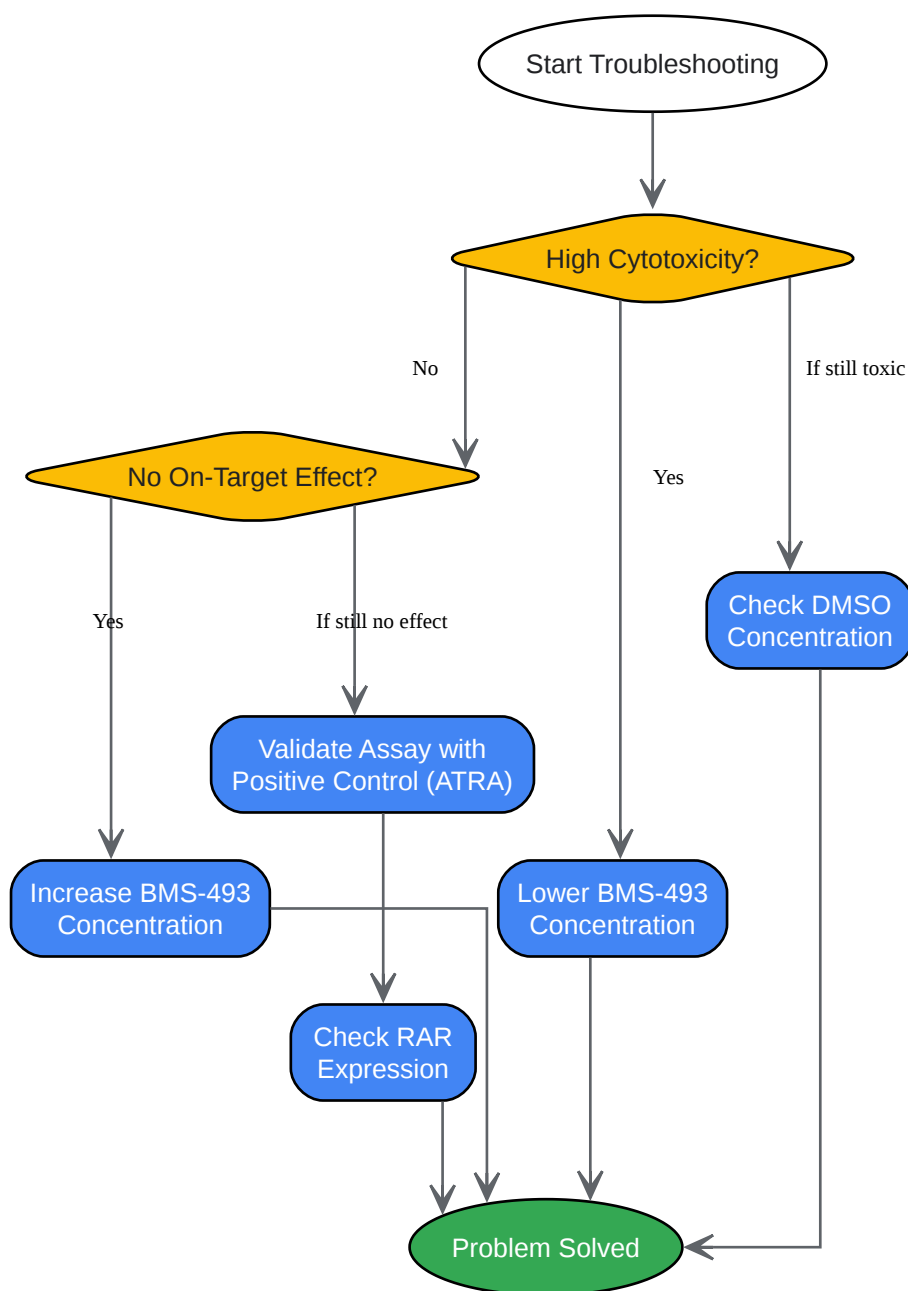 Start Troubleshooting
High Cytotoxicity?
No
If still toxic
No On-Target Effect?
Yes
Yes
If still no effect
Check DMSO
Concentration
Validate Assay with
Positive Control (ATRA)
Increase BMS-493
Concentration
Lower BMS-493
Concentration
Check RAR
Expression
Problem Solved